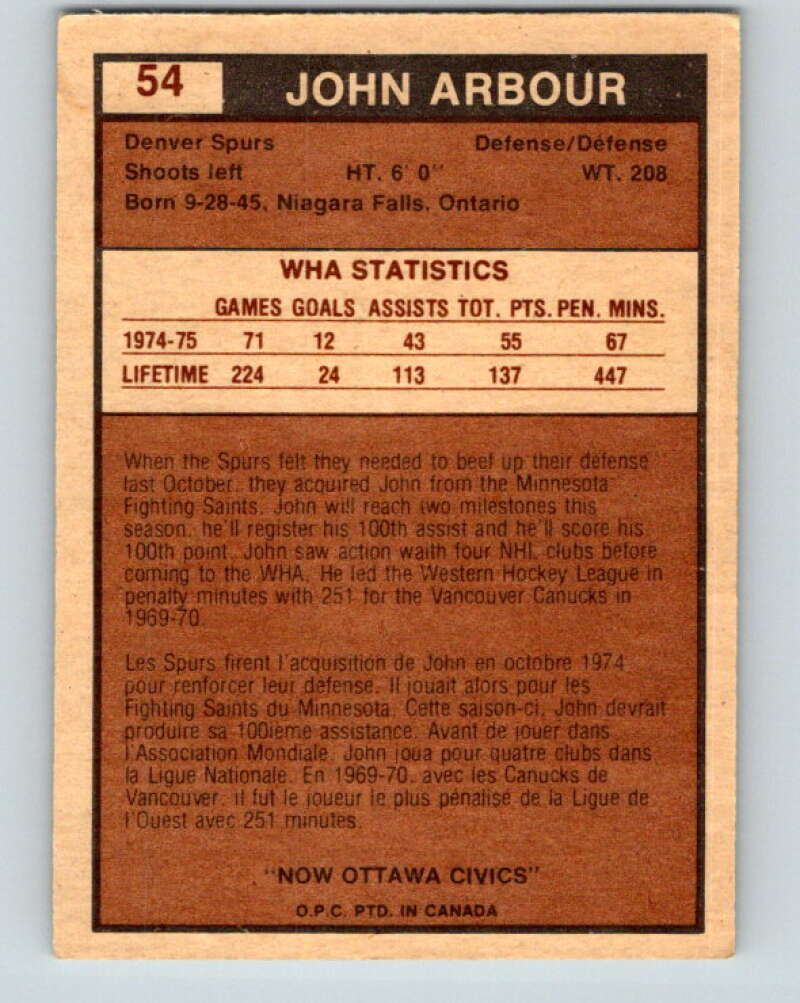 54 JOHN ARBOUR
Denver Spurs Defense/Défense
Shoots left HT. 6' 0" WT. 208
Born 9-28-45, Niagara Falls, Ontario
WHA STATISTICS
GAMES GOALS ASSISTS TOT. PTS. PEN. MINS.
1974-75 71 12 43 55 67
LIFETIME 224 24 113 137 447
When the Spurs felt they needed to beef up their defense
last October, they acquired John from the Minnesota
Fighting Saints. John will reach two milestones this
season, he'll register his 100th assist and he'll score his
100th point. John saw action waith four NHL clubs before
coming to the WHA. He led the Western Hockey League in
penalty minutes with 251 for the Vancouver Canucks in
1969-70.
Les Spurs firent l'acquisition de John en octobre 1974
pour renforcer leur défense. Il jouait alors pour les
Fighting Saints du Minnesota. Cette saison-ci, John devrait
produire sa 100ième assistance. Avant de jouer dans
l'Association Mondiale, John joua pour quatre clubs dans
la Ligue Nationale. En 1969-70, avec les Canucks de
Vancouver, il fut le joueur le plus pénalisé de la Ligue de
l'Ouest avec 251 minutes.
"NOW OTTAWA CIVICS"
O.P.C. PTD. IN CANADA